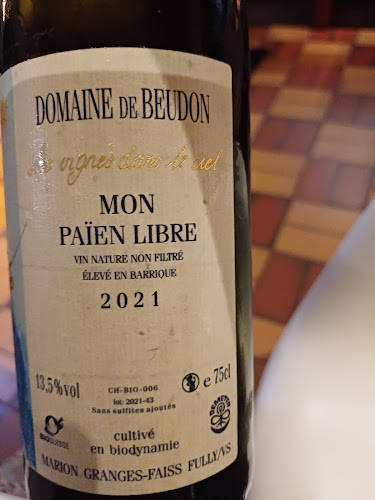 DOMAINE DE BEUDON
Les vignes dans le ciel
MON
PAÏEN LIBRE
VIN NATURE NON FILTRÉ
ÉLEVÉ EN BARRIQUE
2021
13,5%vol
CH-BIO-006
lot: 2021-43
Sans sulfites ajoutés
e 75cl
BIOSUISSE
cultivé
en biodynamie
MARION GRANGES-FAISS FULLY/VS